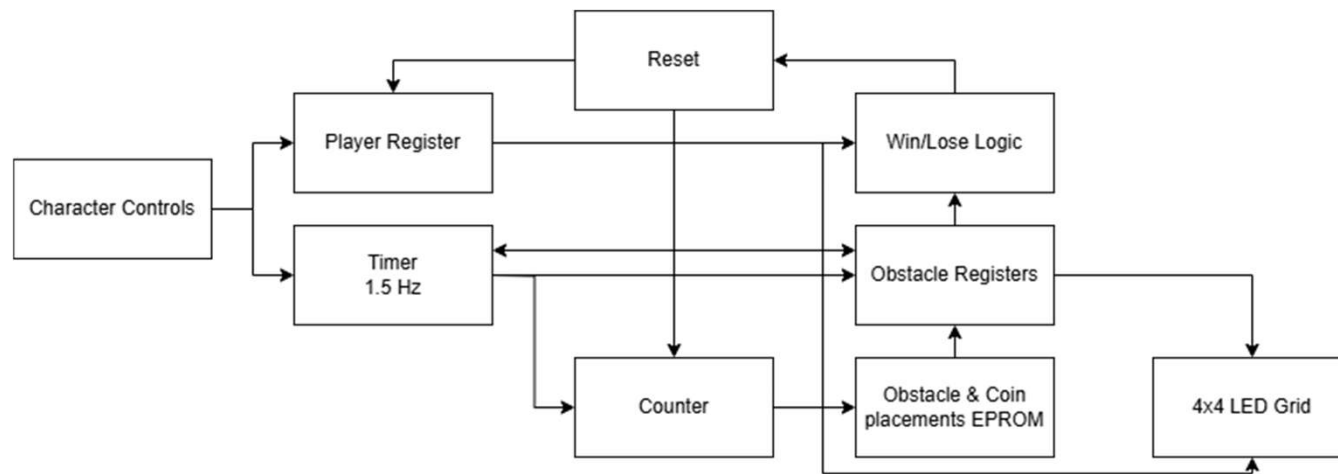 Reset
Player Register
Win/Lose Logic
Character Controls
Timer
1.5 Hz
Obstacle Registers
Counter
Obstacle & Coin
placements EPROM
4x4 LED Grid